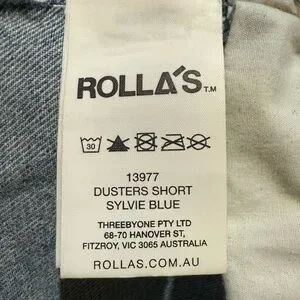 ROLLA'S TM
30
13977
DUSTERS SHORT
SYLVIE BLUE
THREEBYONE PTY LTD
68-70 HANOVER ST,
FITZROY, VIC 3065 AUSTRALIA
ROLLAS.COM.AU